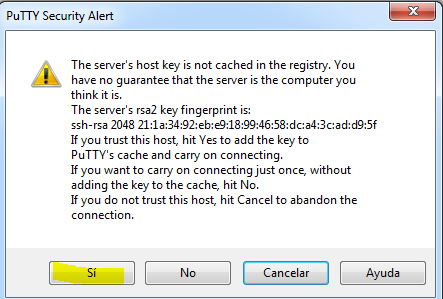 PuTTY Security Alert
The server's host key is not cached in the registry. You
have no guarantee that the server is the computer you
think it is.
The server's rsa2 key fingerprint is:
ssh-rsa 2048 21:1a:34:92:eb:e9:18:99:46:58:dc:a4:3c:ad:d9:5f
If you trust this host, hit Yes to add the key to
PuTTY's cache and carry on connecting.
If you want to carry on connecting just once, without
adding the key to the cache, hit No.
If you do not trust this host, hit Cancel to abandon the
connection.
Sí No Cancelar Ayuda